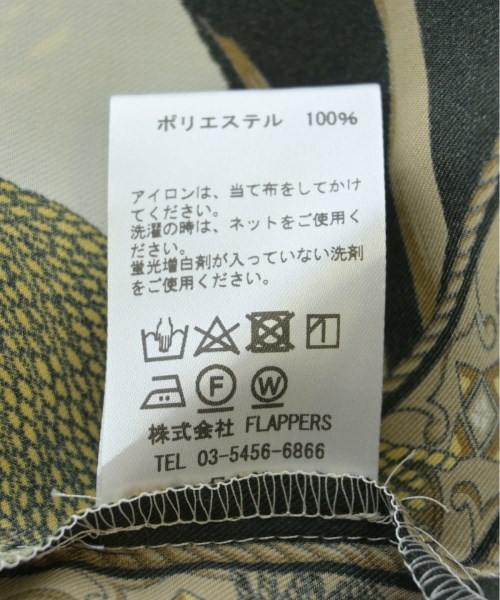 ポリエステル 100%
アイロンは、当て布をしてかけ
てください。
洗濯の時は、ネットをご使用く
ださい。
蛍光増白剤が入っていない洗剤
をご使用ください。
F W
株式会社 FLAPPERS
TEL 03-5456-6866